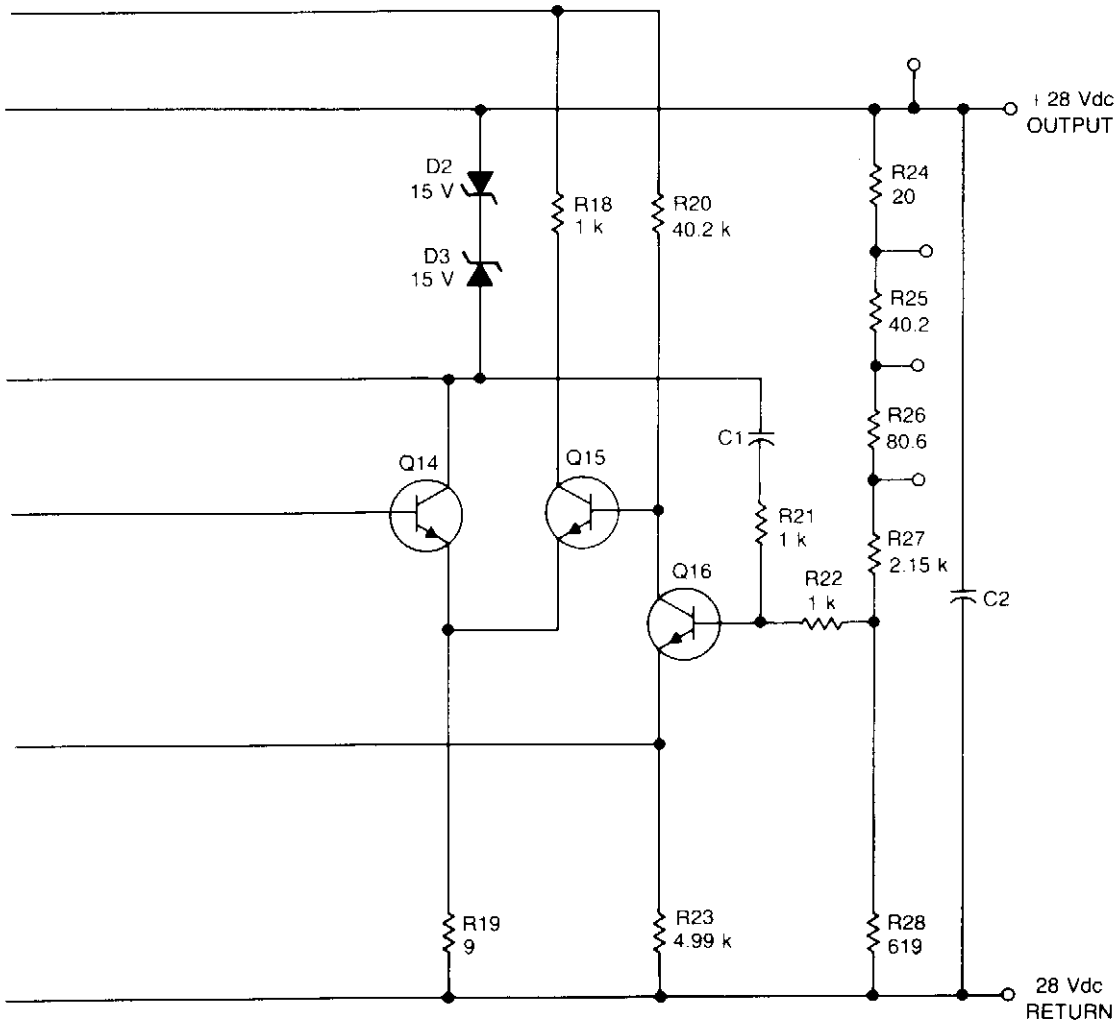 + 28 Vdc
OUTPUT
D2
15 V
R24
20
R18
1 k
R20
40.2 k
D3
15 V
R25
40.2
R26
80.6
C1
Q14
Q15
R21
1 k
R27
2.15 k
Q16
R22
1 k
C2
R19
9
R23
4.99 k
R28
619
28 Vdc
RETURN